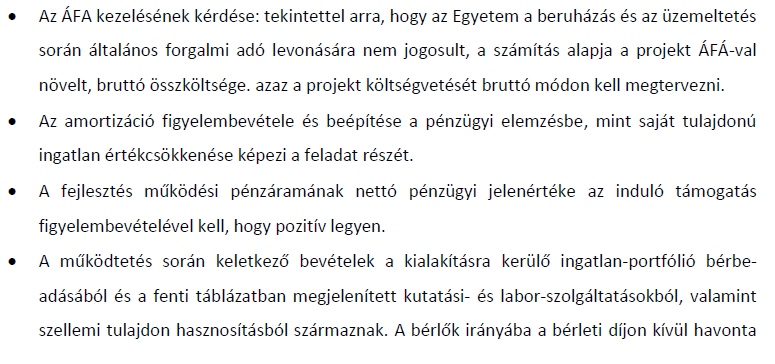 • Az ÁFA kezelésének kérdése: tekintettel arra, hogy az Egyetem a beruházás és az üzemeltetés
során általános forgalmi adó levonására nem jogosult, a számítás alapja a projekt ÁFÁ-val
növelt, bruttó összköltsége. azaz a projekt költségvetését bruttó módon kell megtervezni.
• Az amortizáció figyelembevétele és beépítése a pénzügyi elemzésbe, mint saját tulajdonú
ingatlan értékcsökkenése képezi a feladat részét.
• A fejlesztés működési pénzáramának nettó pénzügyi jelenértéke az induló támogatás
figyelembevételével kell, hogy pozitív legyen.
• A működtetés során keletkező bevételek a kialakításra kerülő ingatlan-portfólió bérbe-
adásából és a fenti táblázatban megjelenített kutatási- és labor-szolgáltatásokból, valamint
szellemi tulajdon hasznosításból származnak. A bérlők irányába a bérleti díjon kívül havonta